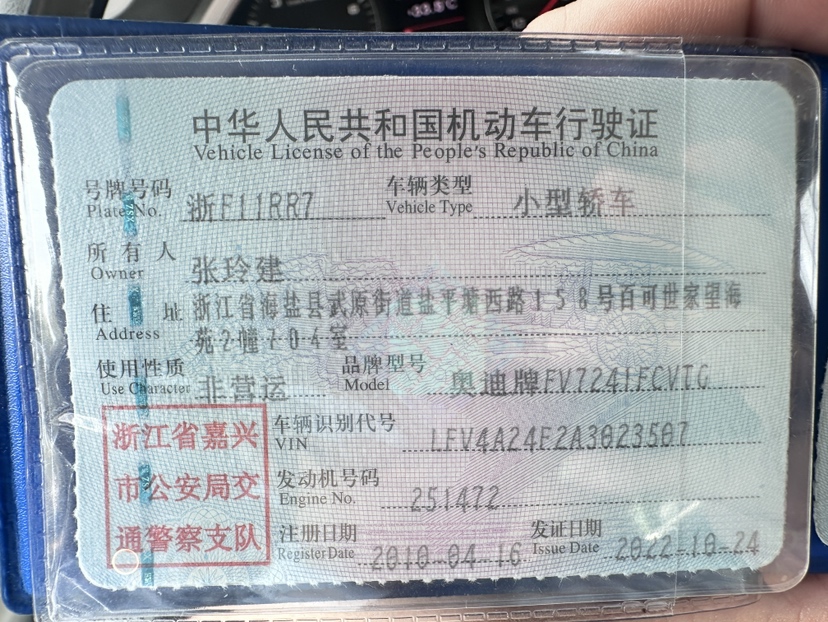 -33.8℃
中华人民共和国机动车行驶证
Vehicle License of the People's Republic of China
号牌号码 浙F11RR7 车辆类型 小型轿车
Plate No. Vehicle Type
所有人 张玲建
Owner
住址 浙江省海盐县武原街道盐平塘西路158号百可世家望海
Address 苑2幢704室
使用性质 非营运 品牌型号 奥迪牌FV7241FCVTG
Use Character Model
浙江省嘉兴
市公安局交
通警察支队
车辆识别代号 LFV4A24F2A3023507
VIN
发动机号码 251472
Engine No.
注册日期 2010-04-16 发证日期 2022-10-24
Register Date Issue Date